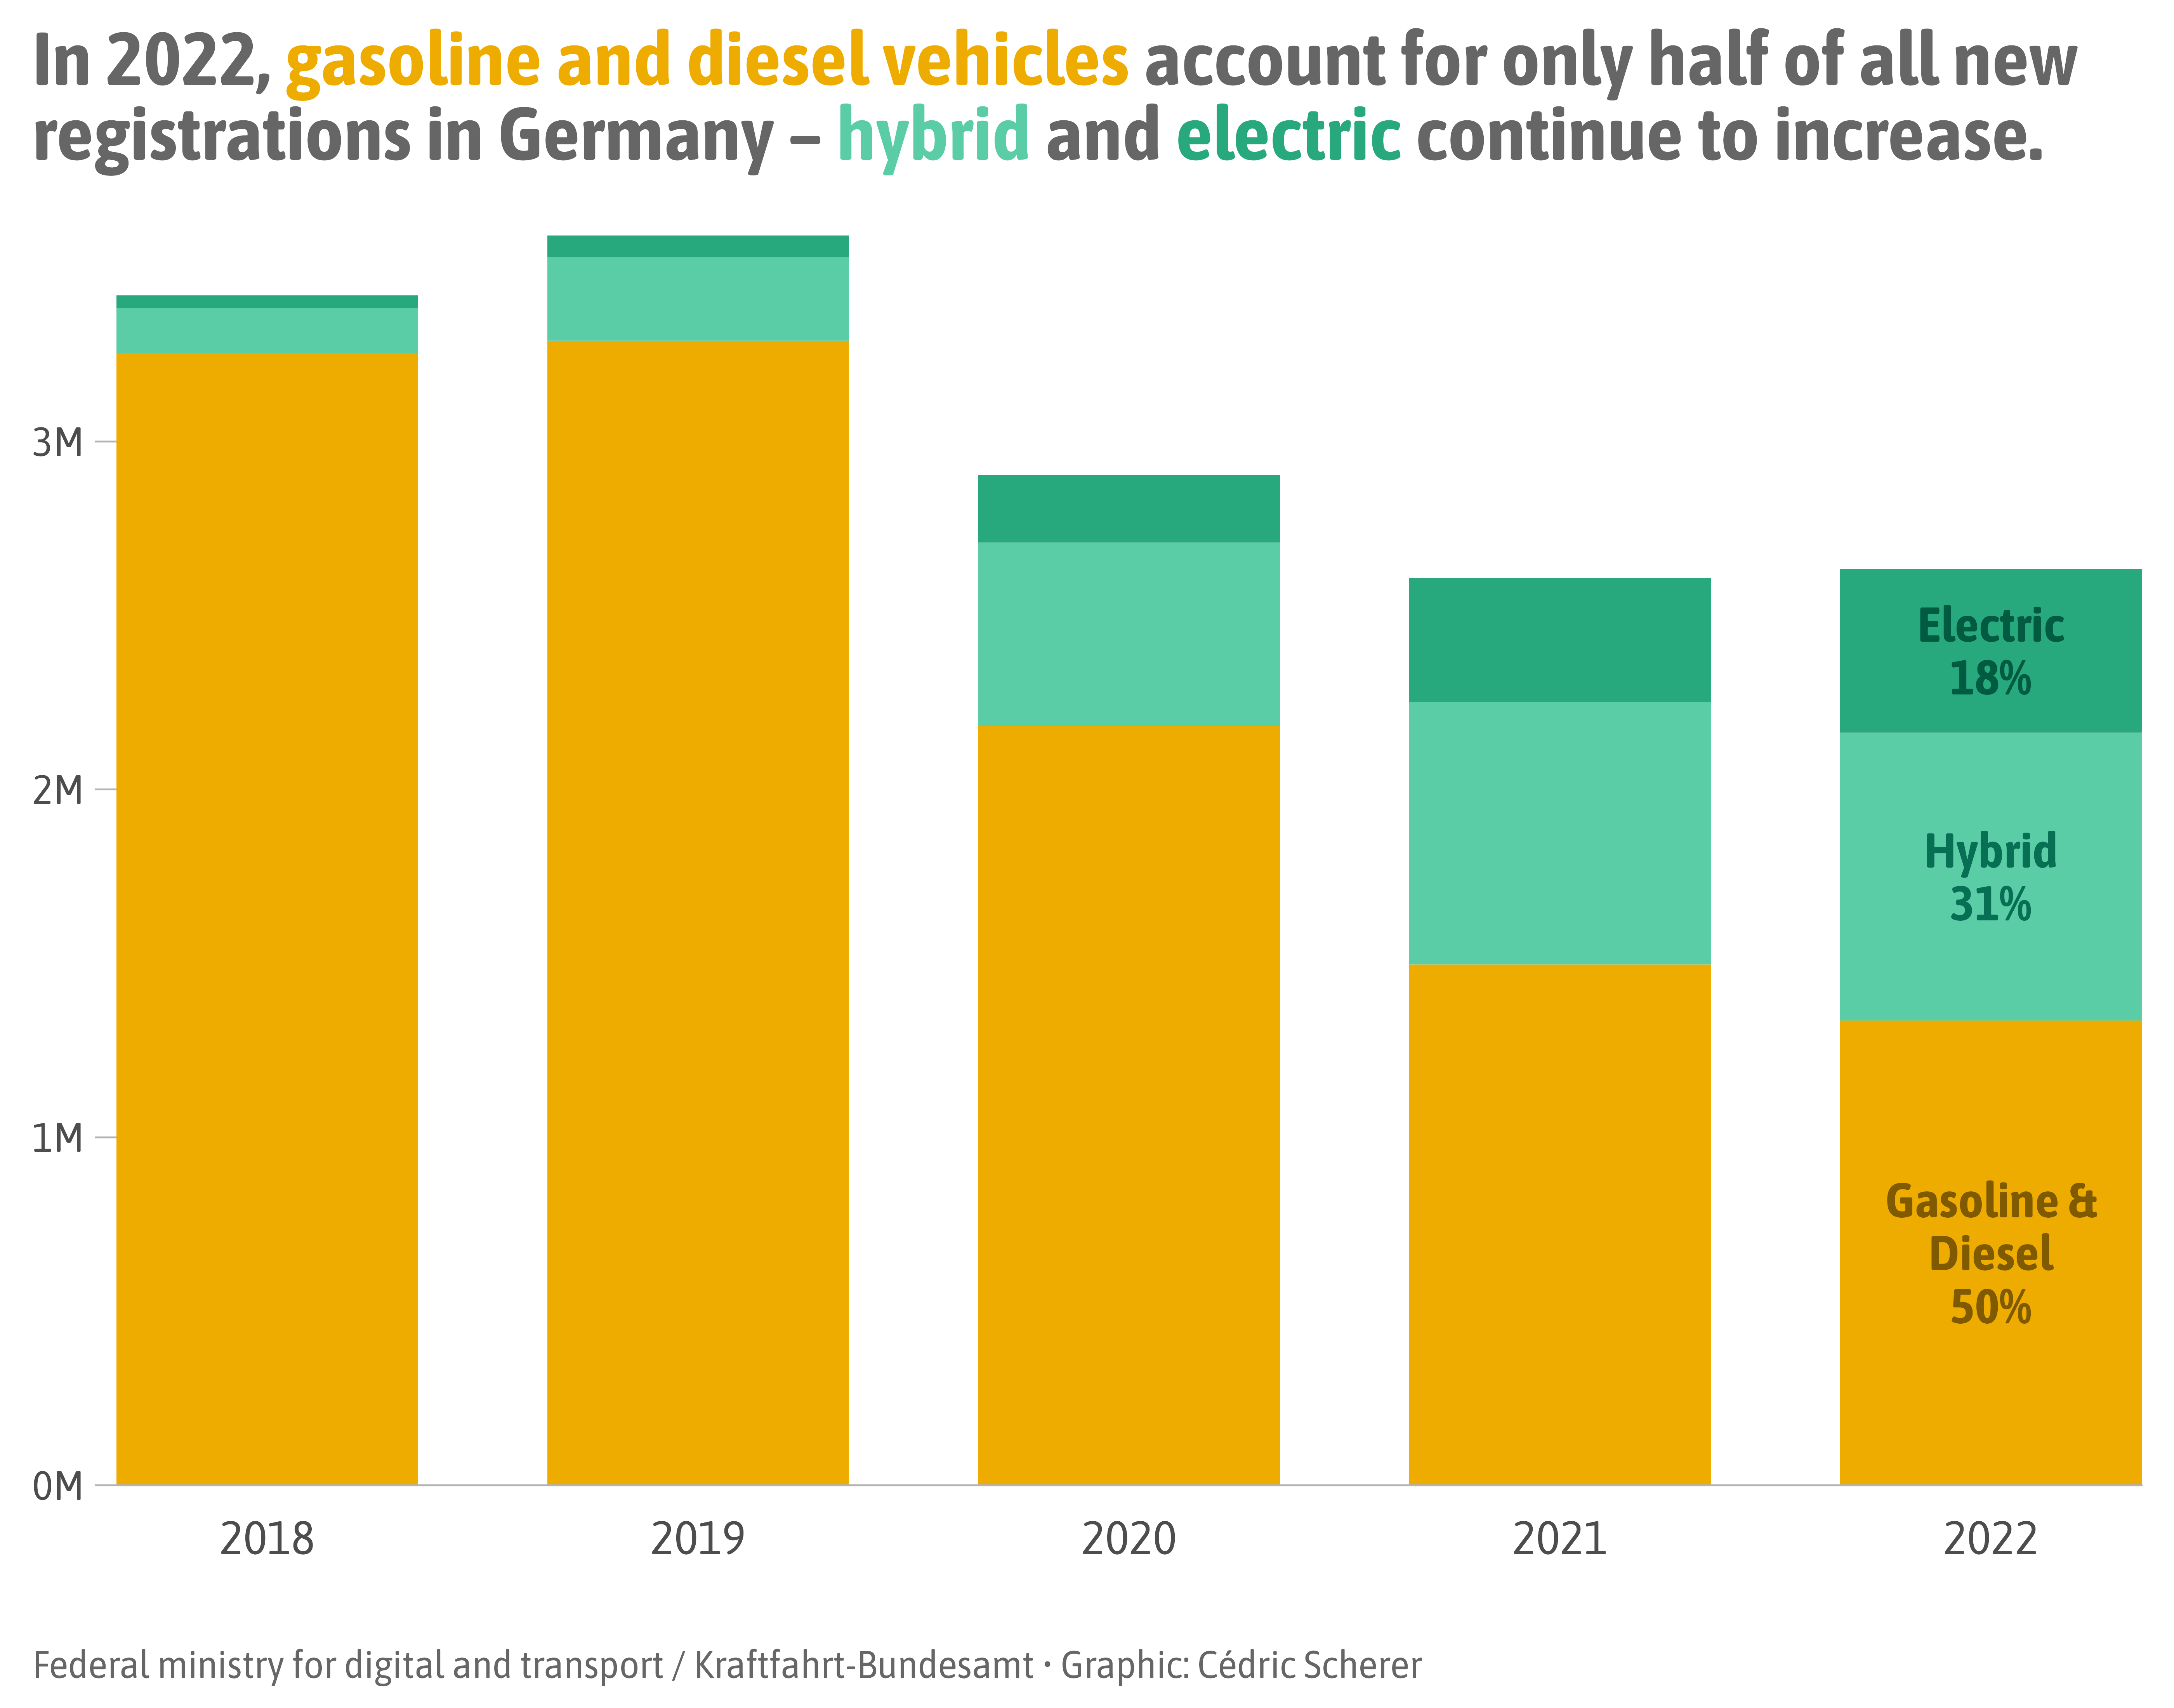 In 2022, gasoline and diesel vehicles account for only half of all new
registrations in Germany – hybrid and electric continue to increase.
3M
2M
1M
0M
Electric
18%
Hybrid
31%
Gasoline &
Diesel
50%
2018 2019 2020 2021 2022
Federal ministry for digital and transport / Kraftfahrt-Bundesamt • Graphic: Cédric Scherer